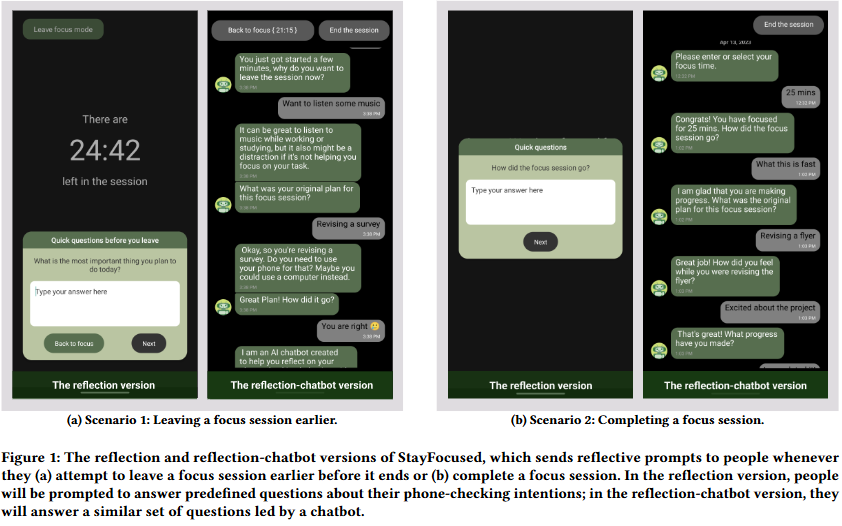 Leave focus mode
There are
24:42
left in the session
Quick questions before you leave
What is the most important thing you plan to
do today?
Type your answer here
Back to focus
Next
The reflection version
Back to focus ( 21:15 )
End the session
You just got started a few
minutes, why do you want to
leave the session now?
3:38 PM
Want to listen some music
3:38 PM
It can be great to listen to
music while working or
studying, but it also might be a
distraction if it's not helping you
focus on your task.
3:38 PM
What was your original plan for
this focus session?
Revising a survey
3:38 PM
Okay, so you're revising a
survey. Do you need to use
your phone for that? Maybe you
could use a computer instead.
3:38 PM
Great Plan! How did it go?
You are right
3:38 PM
I am an AI chatbot created
to help you reflect on your
The reflection-chatbot version
(a) Scenario 1: Leaving a focus session earlier.
Quick questions
How did the focus session go?
Type your answer here
Next
The reflection version
End the session
Apr 13, 2023
Please enter or select your
focus time.
12:52 PM
25 mins
12:52 PM
Congrats! You have focused
for 25 mins. How did the focus
session go?
1:02 PM
What this is fast
1:03 PM
I am glad that you are making
progress. What was the original
plan for this focus session?
Revising a flyer
1:03 PM
Great job! How did you feel
while you were revising the
flyer?
1:03 PM
Excited about the project
1:03 PM
That's great! What progress
have you made?
1:03 PM
The reflection-chatbot version
(b) Scenario 2: Completing a focus session.
Figure 1: The reflection and reflection-chatbot versions of StayFocused, which sends reflective prompts to people whenever
they (a) attempt to leave a focus session earlier before it ends or (b) complete a focus session. In the reflection version, people
will be prompted to answer predefined questions about their phone-checking intentions; in the reflection-chatbot version, they
will answer a similar set of questions led by a chatbot.